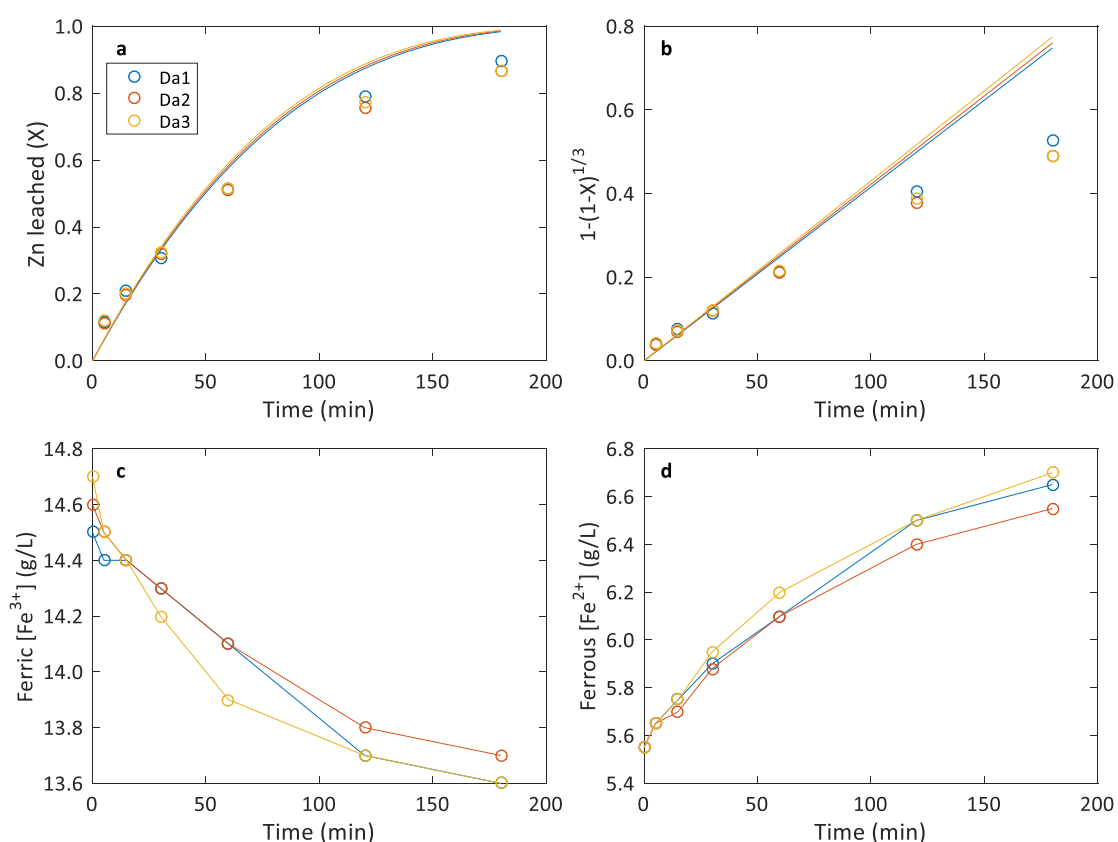 a
Da1
Da2
Da3
Zn leached (X)
1.0
0.8
0.6
0.4
0.2
0.0
0 50 100 150 200
Time (min)
b
1-(1-X)^1/3
0.8
0.6
0.4
0.2
0.0
0 50 100 150 200
Time (min)
c
Ferric [Fe³⁺] (g/L)
14.8
14.6
14.4
14.2
14.0
13.8
13.6
0 50 100 150 200
Time (min)
d
Ferrous [Fe²⁺] (g/L)
6.8
6.6
6.4
6.2
6.0
5.8
5.6
5.4
0 50 100 150 200
Time (min)